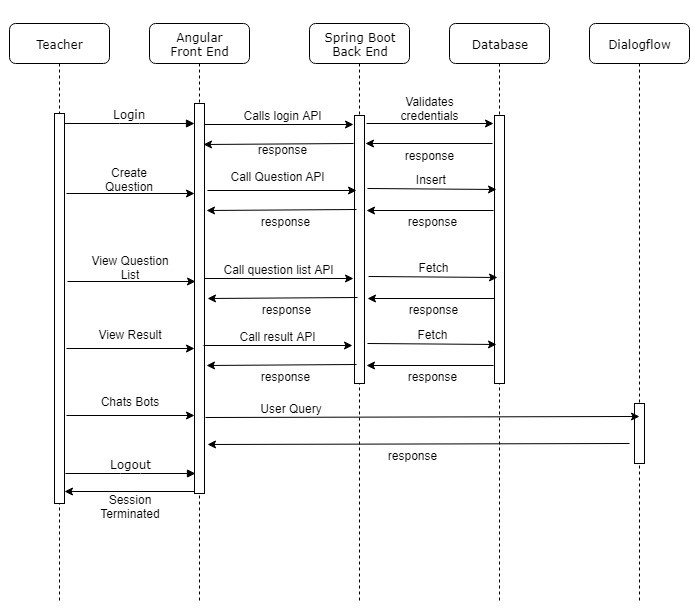 Teacher
Angular
Front End
Spring Boot
Back End
Database
Dialogflow
Login
Calls login API
Validates
credentials
response
response
Create
Question
Call Question API
Insert
response
response
View Question
List
Call question list API
Fetch
response
response
View Result
Call result API
Fetch
response
response
Chats Bots
User Query
response
Logout
Session
Terminated